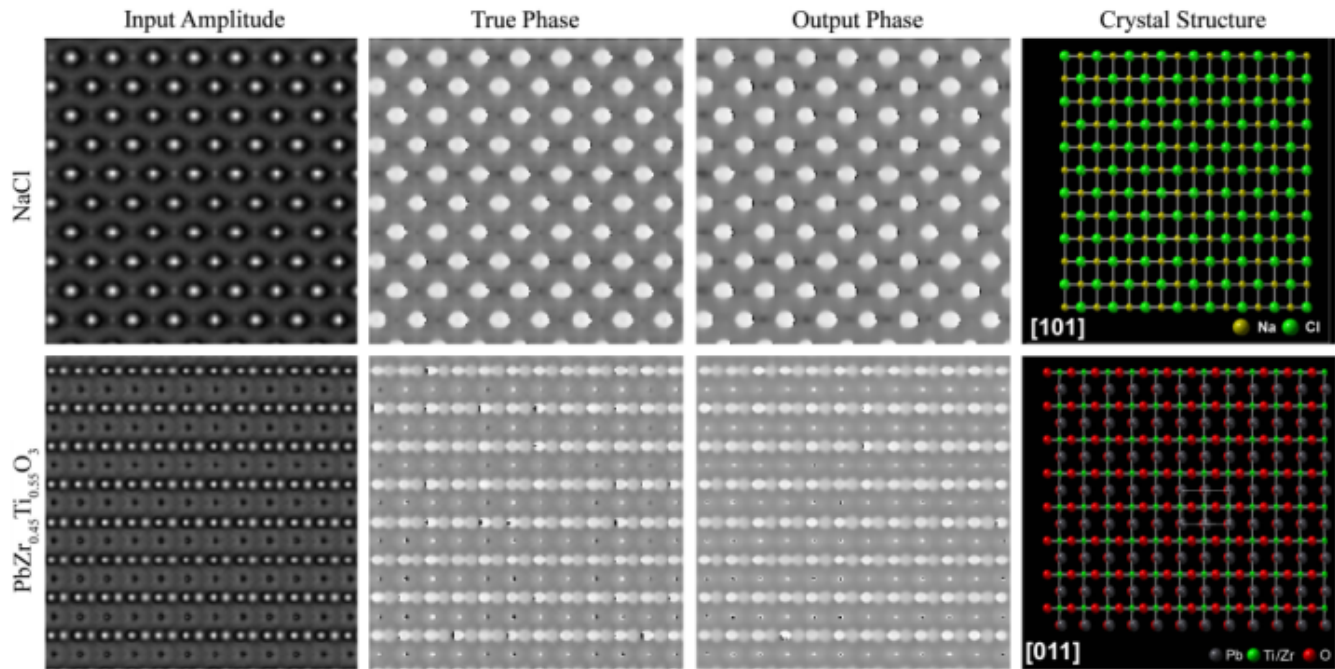 Input Amplitude True Phase Output Phase Crystal Structure
NaCl
[101] Na Cl
PbZr0.45Ti0.55O3
[011] Pb Ti/Zr O